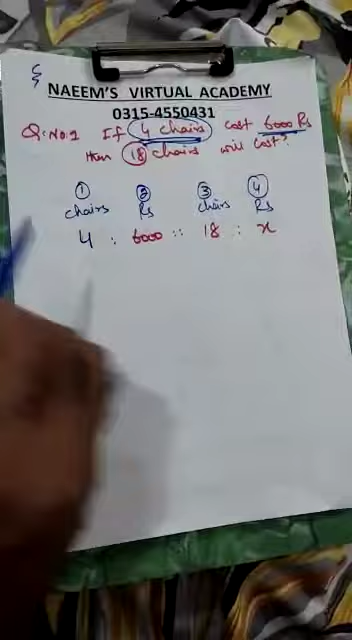 NAEEM'S VIRTUAL ACADEMY
0315-4550431
Q:No:1 If 4 chairs cost 6000 Rs
then 18 chairs will cost?
1 2 3 4
chairs Rs chairs Rs
4 : 6000 :: 18 : x